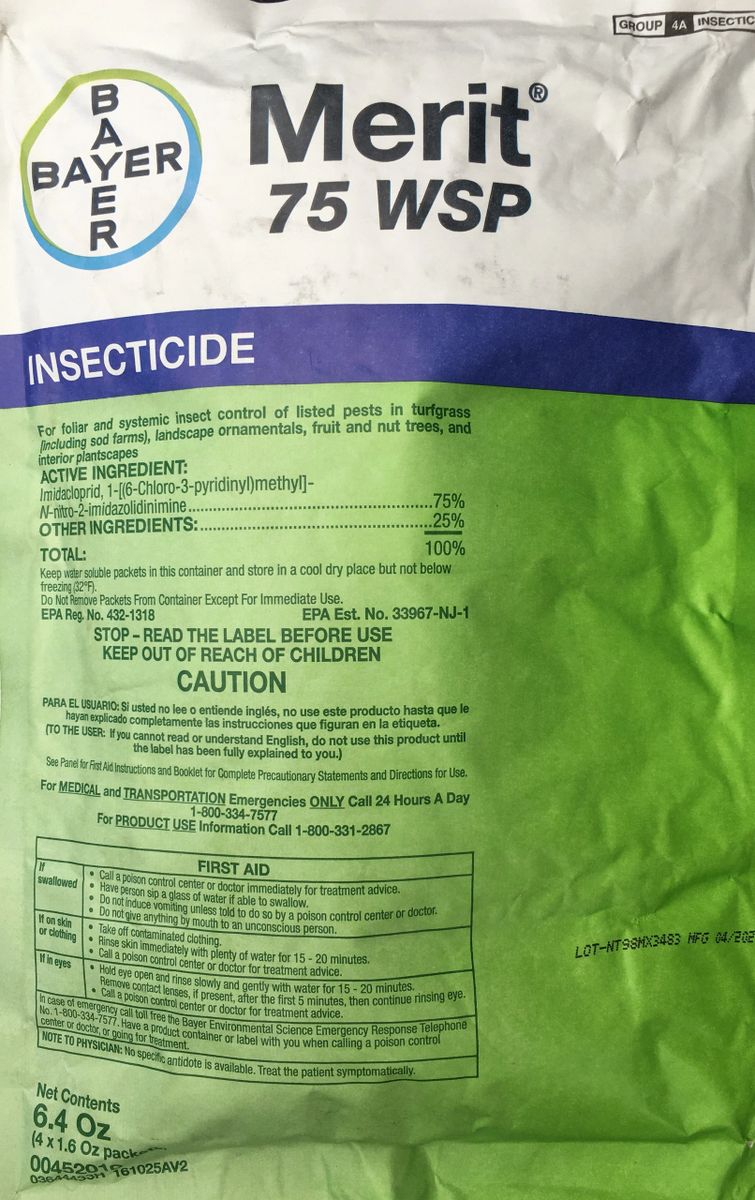 GROUP 4A INSECTIC
BAYER
BAYER
Merit®
75 WSP
INSECTICIDE
For foliar and systemic insect control of listed pests in turfgrass
(including sod farms), landscape ornamentals, fruit and nut trees, and
interior plantscapes
ACTIVE INGREDIENT:
Imidacloprid, 1-[(6-Chloro-3-pyridinyl)methyl]-
N-nitro-2-imidazolidinimine.............................................75%
OTHER INGREDIENTS:..........................................25%
TOTAL: 100%
Keep water soluble packets in this container and store in a cool dry place but not below
freezing (32°F).
Do Not Remove Packets From Container Except For Immediate Use.
EPA Reg. No. 432-1318 EPA Est. No. 33967-NJ-1
STOP – READ THE LABEL BEFORE USE
KEEP OUT OF REACH OF CHILDREN
CAUTION
PARA EL USUARIO: Si usted no lee o entiende inglés, no use este producto hasta que le
hayan explicado completamente las instrucciones que figuran en la etiqueta.
(TO THE USER: If you cannot read or understand English, do not use this product until
the label has been fully explained to you.)
See Panel for First Aid Instructions and Booklet for Complete Precautionary Statements and Directions for Use.
For MEDICAL and TRANSPORTATION Emergencies ONLY Call 24 Hours A Day
1-800-334-7577
For PRODUCT USE Information Call 1-800-331-2867
FIRST AID
If swallowed
• Call a poison control center or doctor immediately for treatment advice.
• Have person sip a glass of water if able to swallow.
• Do not induce vomiting unless told to do so by a poison control center or doctor.
• Do not give anything by mouth to an unconscious person.
If on skin or clothing
• Take off contaminated clothing.
• Rinse skin immediately with plenty of water for 15 - 20 minutes.
• Call a poison control center or doctor for treatment advice.
If in eyes
• Hold eye open and rinse slowly and gently with water for 15 - 20 minutes.
Remove contact lenses, if present, after the first 5 minutes, then continue rinsing eye.
• Call a poison control center or doctor for treatment advice.
In case of emergency call toll free the Bayer Environmental Science Emergency Response Telephone
No. 1-800-334-7577. Have a product container or label with you when calling a poison control
center or doctor, or going for treatment.
NOTE TO PHYSICIAN: No specific antidote is available. Treat the patient symptomatically.
LOT-NT98MX3483 MFG 04/202
Net Contents
6.4 Oz
(4 x 1.6 Oz pack
161025AV2